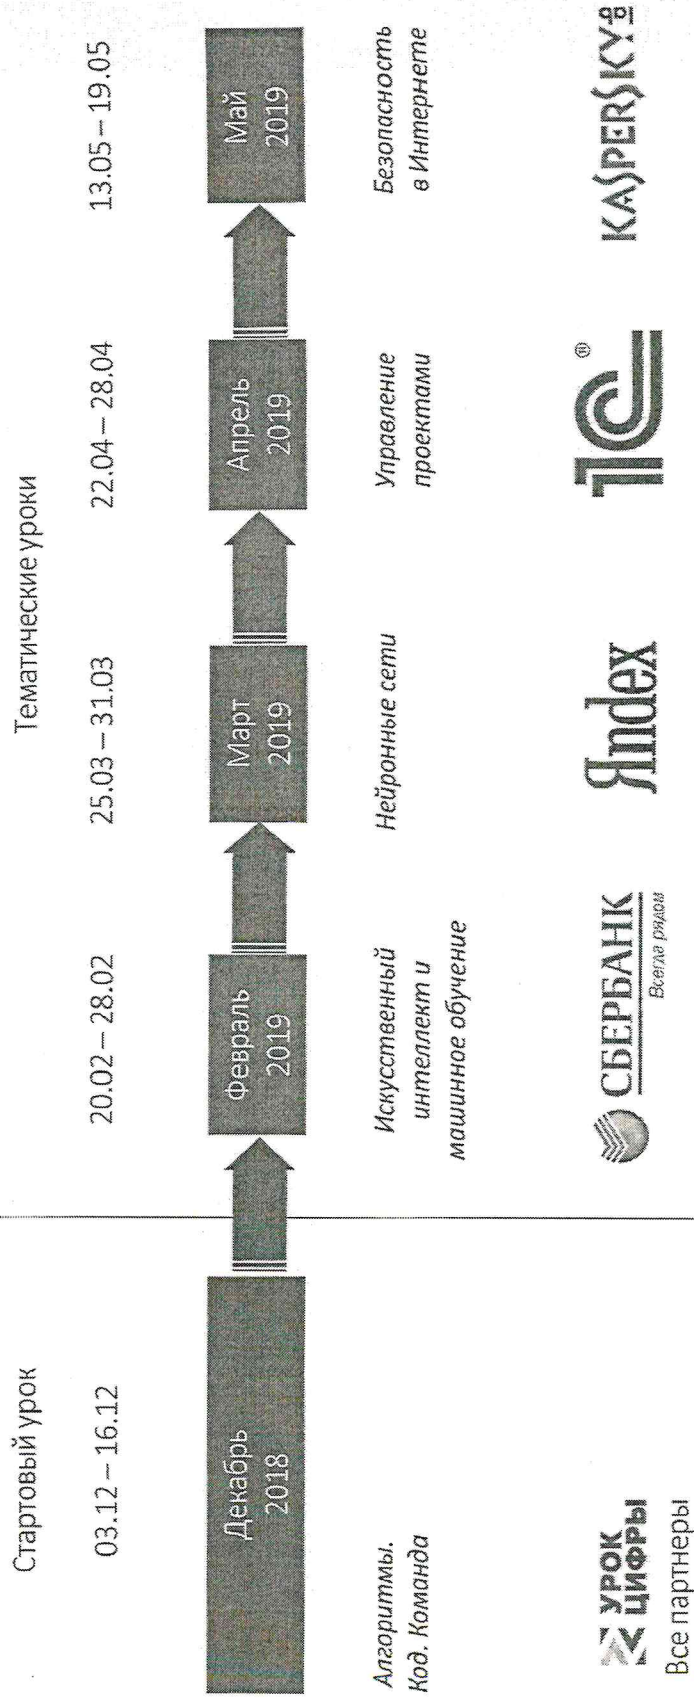 Стартовый урок
Тематические уроки
03.12 – 16.12
20.02 – 28.02
25.03 – 31.03
22.04 – 28.04
13.05 – 19.05
Декабрь
2018
Февраль
2019
Март
2019
Апрель
2019
Май
2019
Алгоритмы.
Код. Команда
Искусственный
интеллект и
машинное обучение
Нейронные сети
Управление
проектами
Безопасность
в Интернете
УРОК
ЦИФРЫ
Все партнеры
СБЕРБАНК
Всегда рядом
Яndex
1С®
KASPERSKY